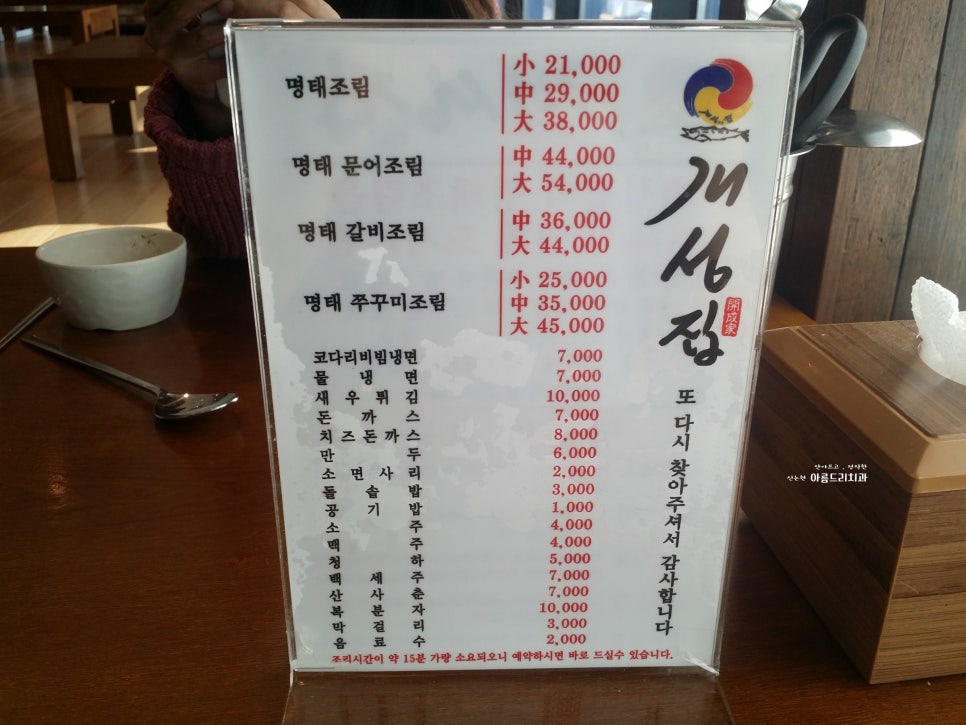 명태조림
小 21,000
中 29,000
大 38,000
명태 문어조림
中 44,000
大 54,000
명태 갈비조림
中 36,000
大 44,000
명태 쭈꾸미조림
小 25,000
中 35,000
大 45,000
코다리비빔냉면 7,000
물냉면 7,000
새우튀김 10,000
돈까스 7,000
치즈돈까스 8,000
만두 6,000
소면사리 2,000
돌솥밥 3,000
공기밥 1,000
소주 4,000
맥주 4,000
청하 5,000
백세주 7,000
산사춘 7,000
복분자 10,000
막걸리 3,000
음료수 2,000
조리시간이 약 15분 가량 소요되오니 예약하시면 바로 드실수 있습니다.
개성집
開成家
또 다시 찾아주셔서 감사합니다
안아프고 . 정직한
신논현 아름드리치과